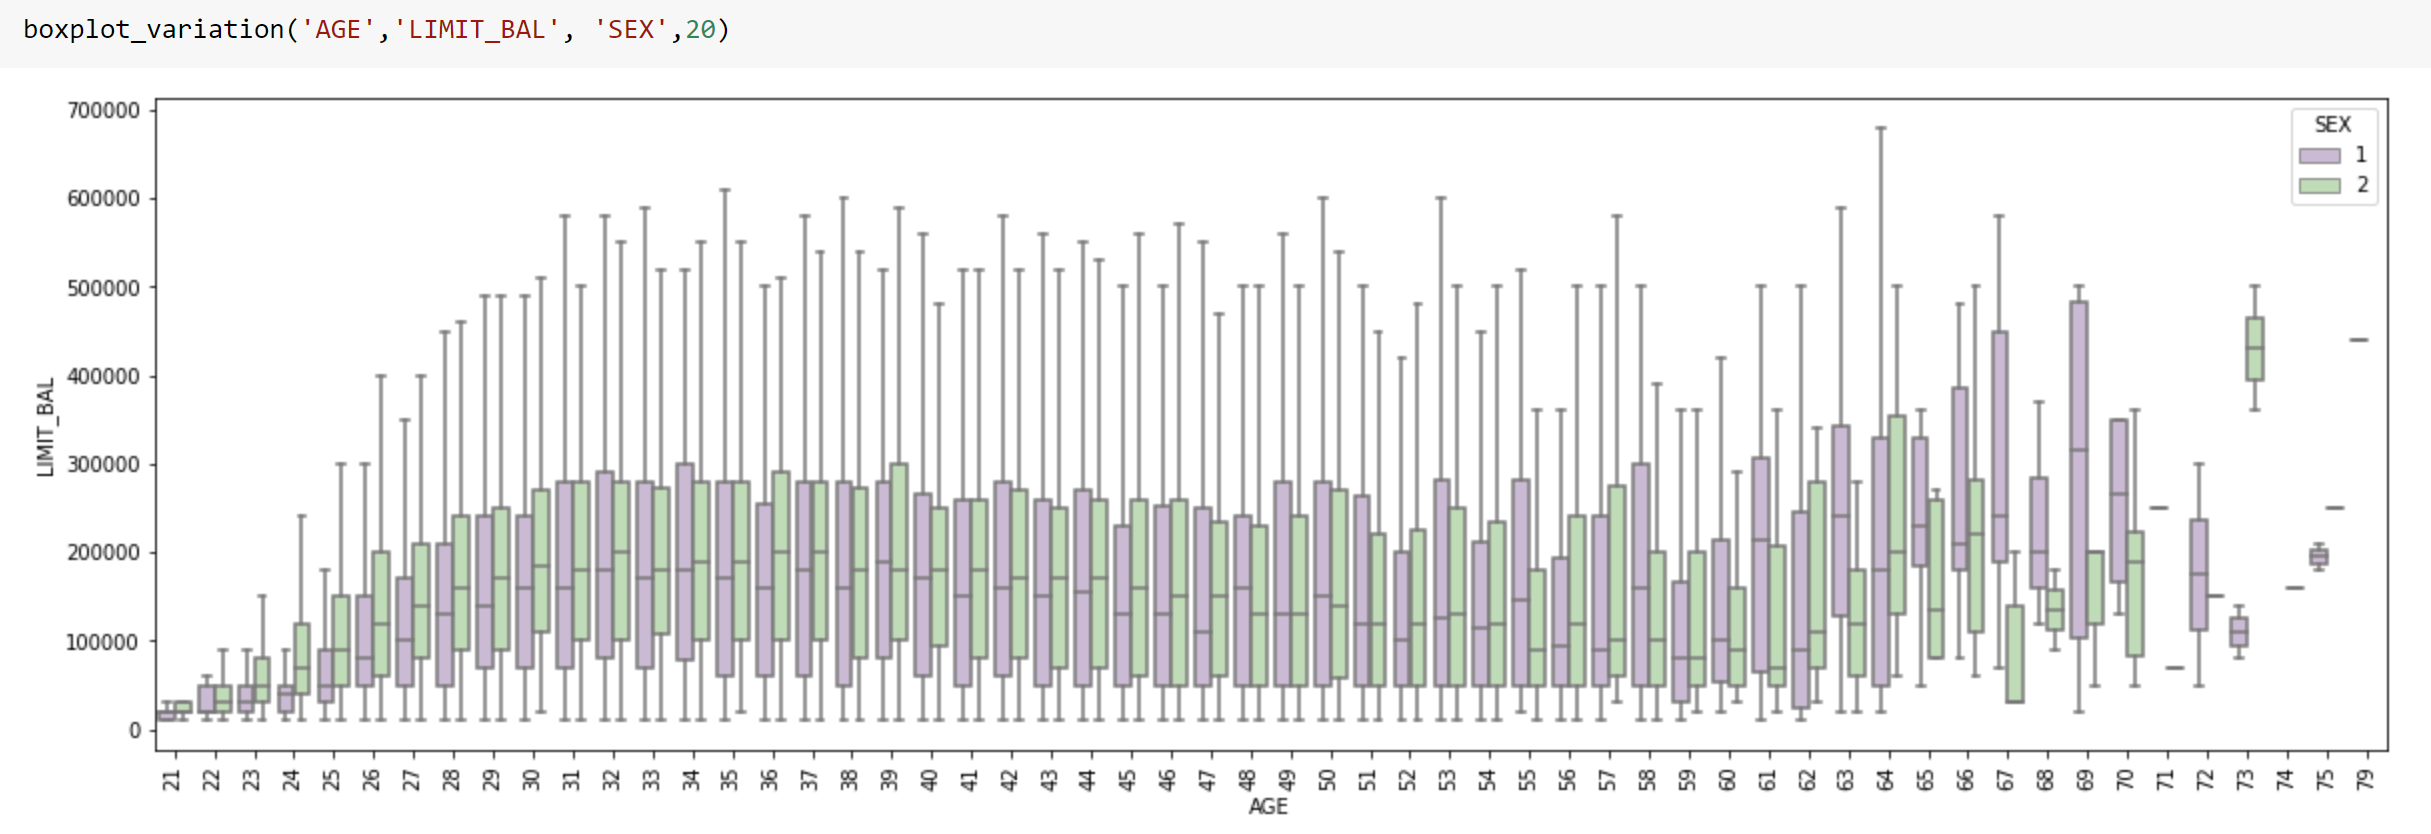 boxplot_variation('AGE','LIMIT_BAL', 'SEX',20)
700000
600000
500000
400000
300000
200000
100000
0
LIMIT_BAL
SEX
1
2
21 22 23 24 25 26 27 28 29 30 31 32 33 34 35 36 37 38 39 40 41 42 43 44 45 46 47 48 49 50 51 52 53 54 55 56 57 58 59 60 61 62 63 64 65 66 67 68 69 70 71 72 73 74 75 79
AGE